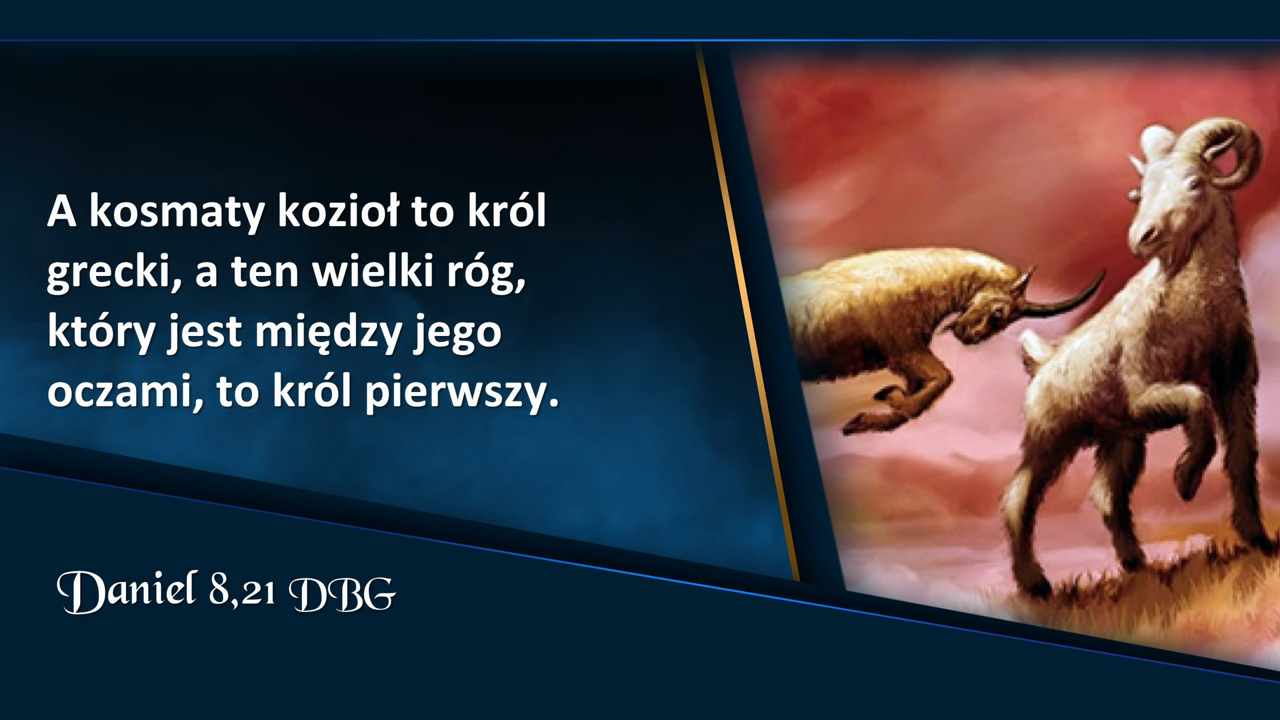 A kosmaty kozioł to król
grecki, a ten wielki róg,
który jest między jego
oczami, to król pierwszy.
Daniel 8,21 DBG